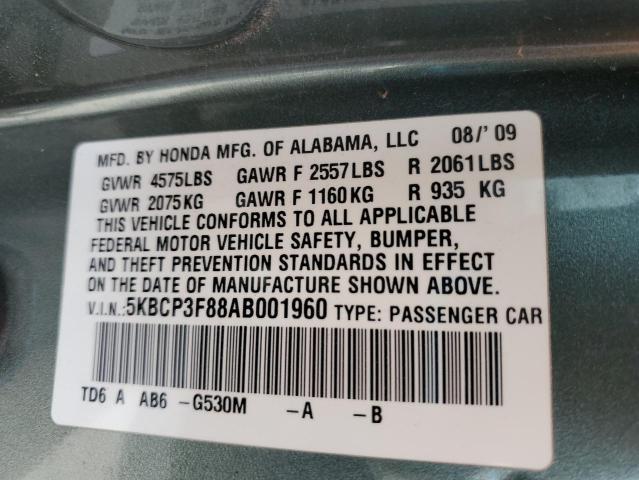 MFD. BY HONDA MFG. OF ALABAMA, LLC 08/'09
GVWR 4575LBS GAWR F 2557LBS R 2061LBS
GVWR 2075KG GAWR F 1160KG R 935 KG
THIS VEHICLE CONFORMS TO ALL APPLICABLE
FEDERAL MOTOR VEHICLE SAFETY, BUMPER,
AND THEFT PREVENTION STANDARDS IN EFFECT
ON THE DATE OF MANUFACTURE SHOWN ABOVE.
V.I.N.:5KBCP3F88AB001960 TYPE: PASSENGER CAR
TD6 A AB6 -G530M -A -B